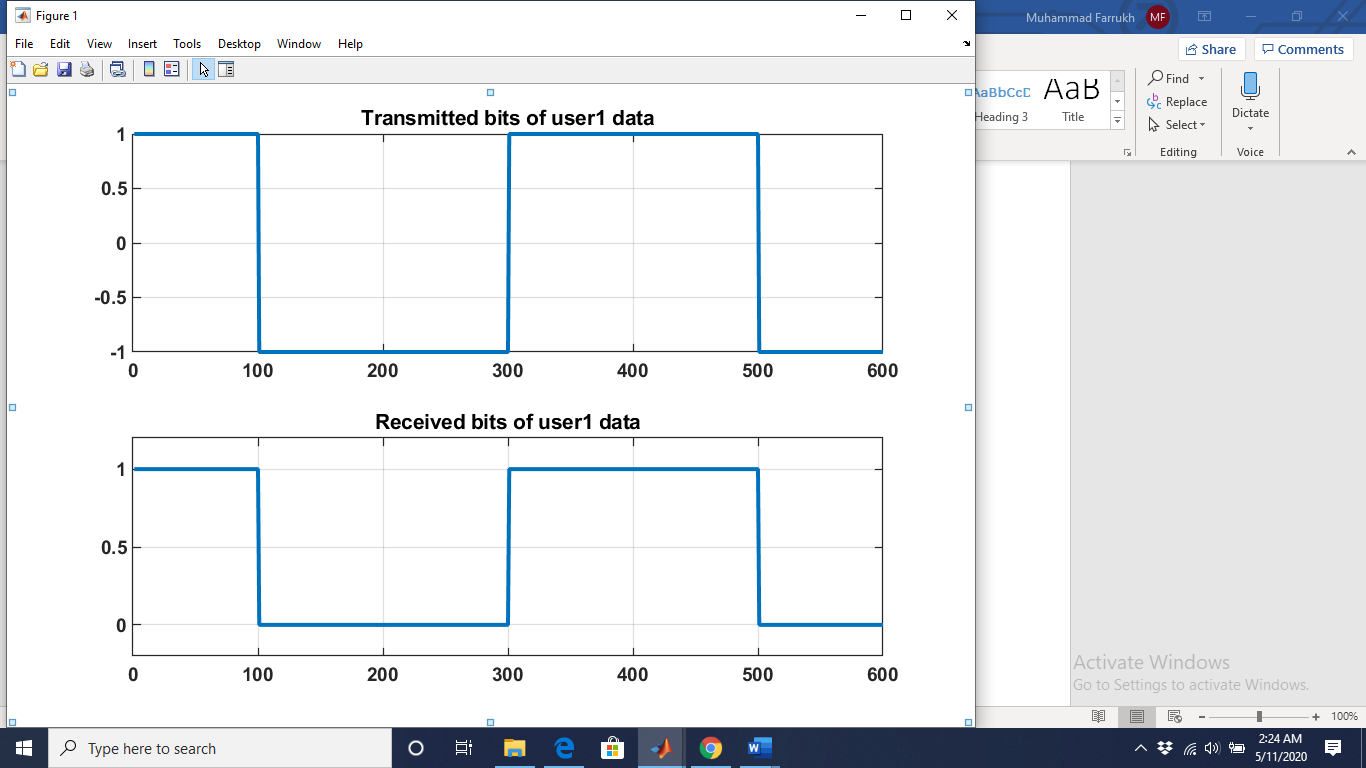 Figure 1
Muhammad Farrukh MF
File Edit View Insert Tools Desktop Window Help
Share Comments
Transmitted bits of user1 data
1
0.5
0
-0.5
-1
0 100 200 300 400 500 600
Received bits of user1 data
1
0.5
0
0 100 200 300 400 500 600
AaBbCcD AaB
Heading 3 Title
Find
Replace
Select
Editing
Dictate
Voice
Activate Windows
Go to Settings to activate Windows.
100%
Type here to search
2:24 AM
5/11/2020